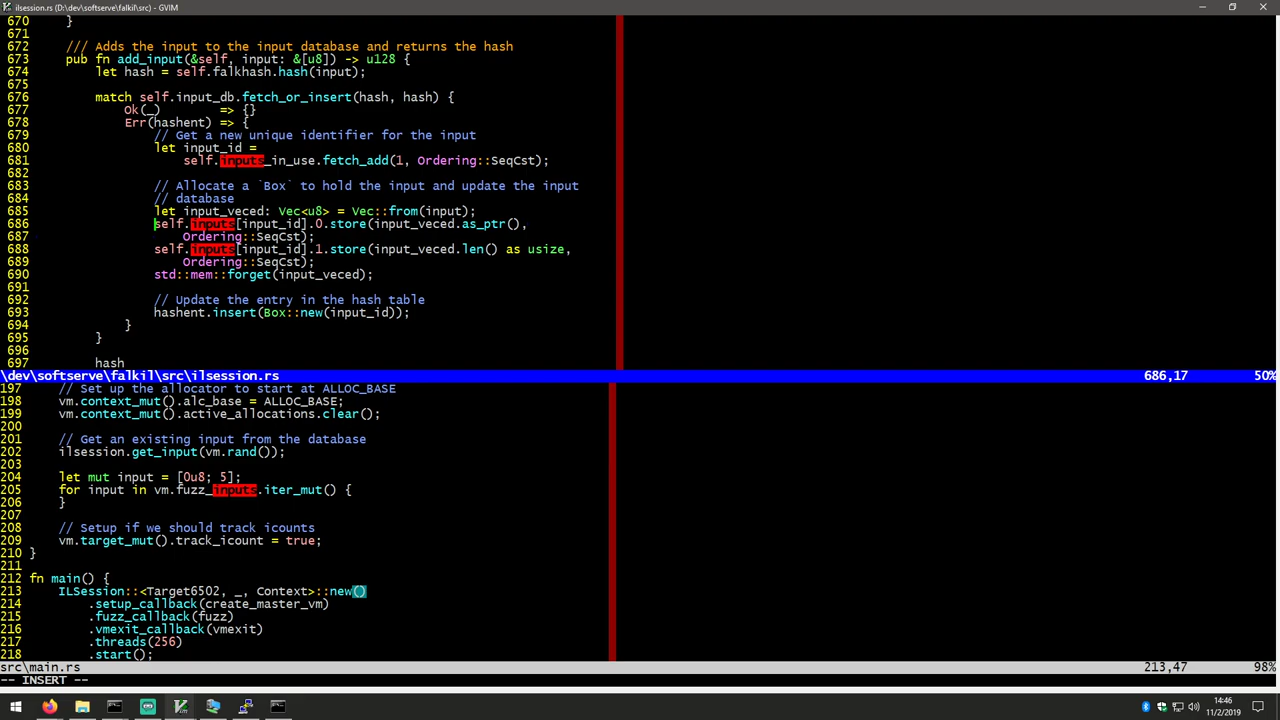 ilsession.rs (D:\dev\softserve\falkil\src) - GVIM
670     }
671
672     /// Adds the input to the input database and returns the hash
673     pub fn add_input(&self, input: &[u8]) -> u128 {
674         let hash = self.falkhash.hash(input);
675
676         match self.input_db.fetch_or_insert(hash, hash) {
677             Ok(_)        => {}
678             Err(hashent) => {
679                 // Get a new unique identifier for the input
680                 let input_id =
681                     self.inputs_in_use.fetch_add(1, Ordering::SeqCst);
682
683                 // Allocate a `Box` to hold the input and update the input
684                 // database
685                 let input_veced: Vec<u8> = Vec::from(input);
686                 self.inputs[input_id].0.store(input_veced.as_ptr(),
687                     Ordering::SeqCst);
688                 self.inputs[input_id].1.store(input_veced.len() as usize,
689                     Ordering::SeqCst);
690                 std::mem::forget(input_veced);
691
692                 // Update the entry in the hash table
693                 hashent.insert(Box::new(input_id));
694             }
695         }
696
697         hash
\dev\softserve\falkil\src\ilsession.rs 686,17 50%
197     // Set up the allocator to start at ALLOC_BASE
198     vm.context_mut().alc_base = ALLOC_BASE;
199     vm.context_mut().active_allocations.clear();
200
201     // Get an existing input from the database
202     ilsession.get_input(vm.rand());
203
204     let mut input = [0u8; 5];
205     for input in vm.fuzz_inputs.iter_mut() {
206     }
207
208     // Setup if we should track icounts
209     vm.target_mut().track_icount = true;
210 }
211
212 fn main() {
213     ILSession::<Target6502, _, Context>::new()
214         .setup_callback(create_master_vm)
215         .fuzz_callback(fuzz)
216         .vmexit_callback(vmexit)
217         .threads(256)
218         .start();
src\main.rs 213,47 98%
-- INSERT --
14:46
11/2/2019